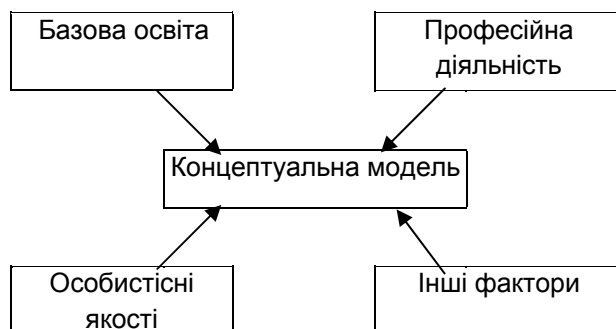 Базова освіта
Професійна
діяльність
Концептуальна модель
Особистісні
якості
Інші фактори